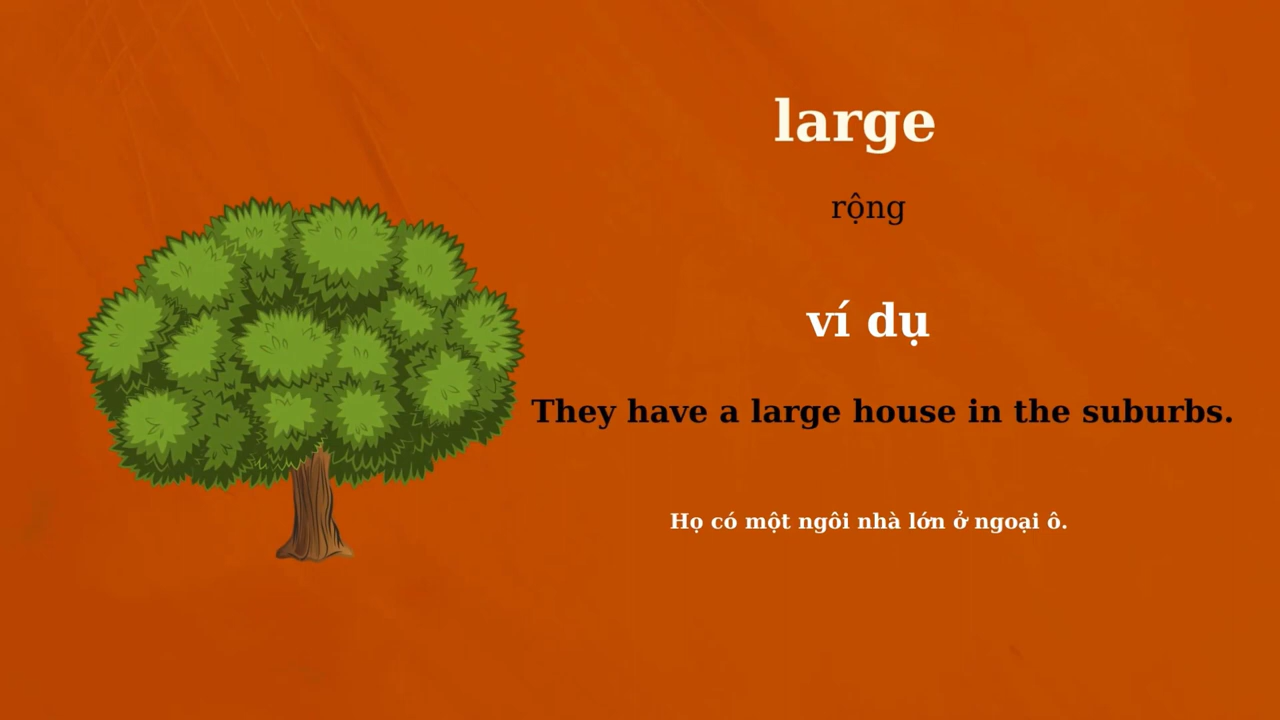 large
rộng
ví dụ
They have a large house in the suburbs.
Họ có một ngôi nhà lớn ở ngoại ô.